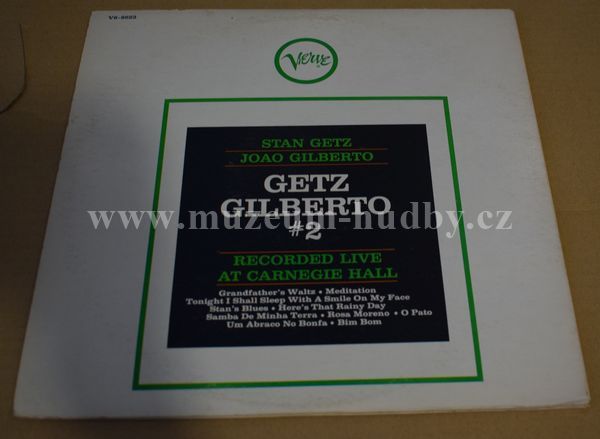 V6-8623
Verve
STAN GETZ
JOAO GILBERTO
GETZ
GILBERTO
#2
www.muzeum-hudby.cz
RECORDED LIVE
AT CARNEGIE HALL
Grandfather's Waltz • Meditation
Tonight I Shall Sleep With A Smile On My Face
Stan's Blues • Here's That Rainy Day
Samba De Minha Terra • Rosa Moreno • O Pato
Um Abraco No Bonfa • Bim Bom